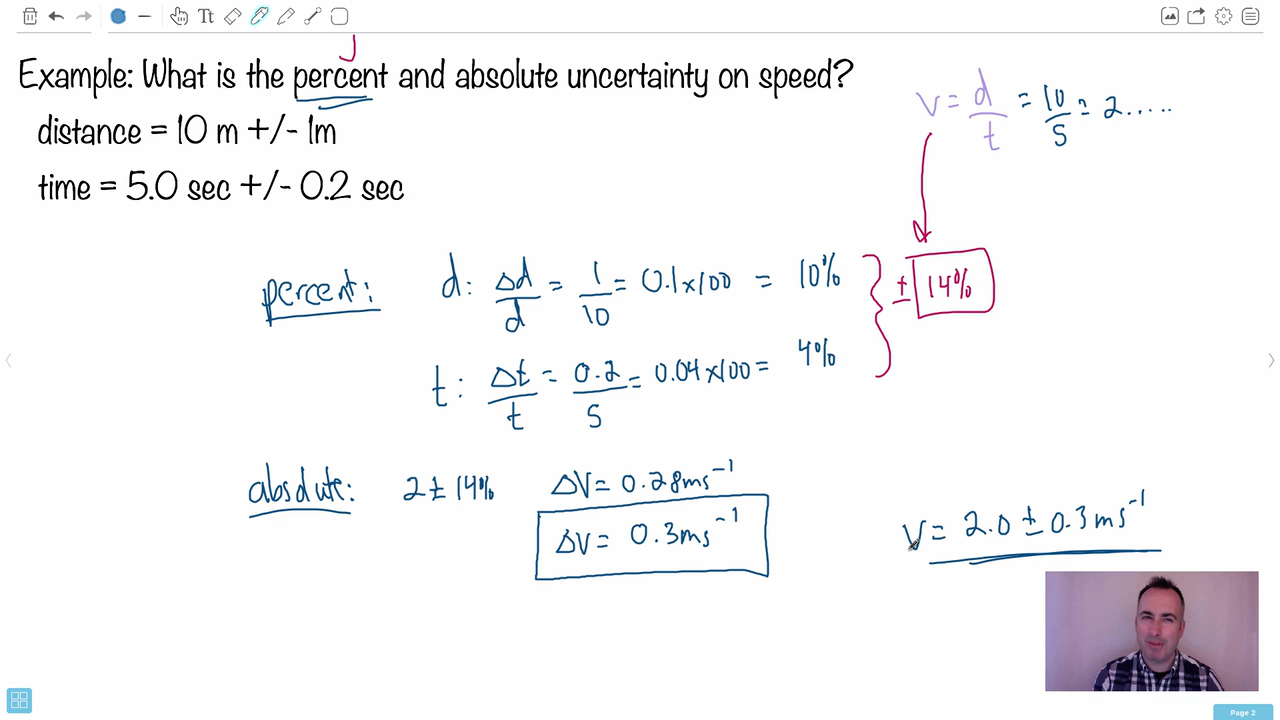 Tt
Example: What is the percent and absolute uncertainty on speed?
distance = 10 m +/- 1m
time = 5.0 sec +/- 0.2 sec
v = d/t = 10/5 = 2.....
percent: d: Δd/d = 1/10 = 0.1x100 = 10%
± 14%
t: Δt/t = 0.2/5 = 0.04x100 = 4%
absolute: 2 ± 14% ΔV = 0.28ms⁻¹
ΔV = 0.3ms⁻¹
V = 2.0 ± 0.3ms⁻¹
Page 2